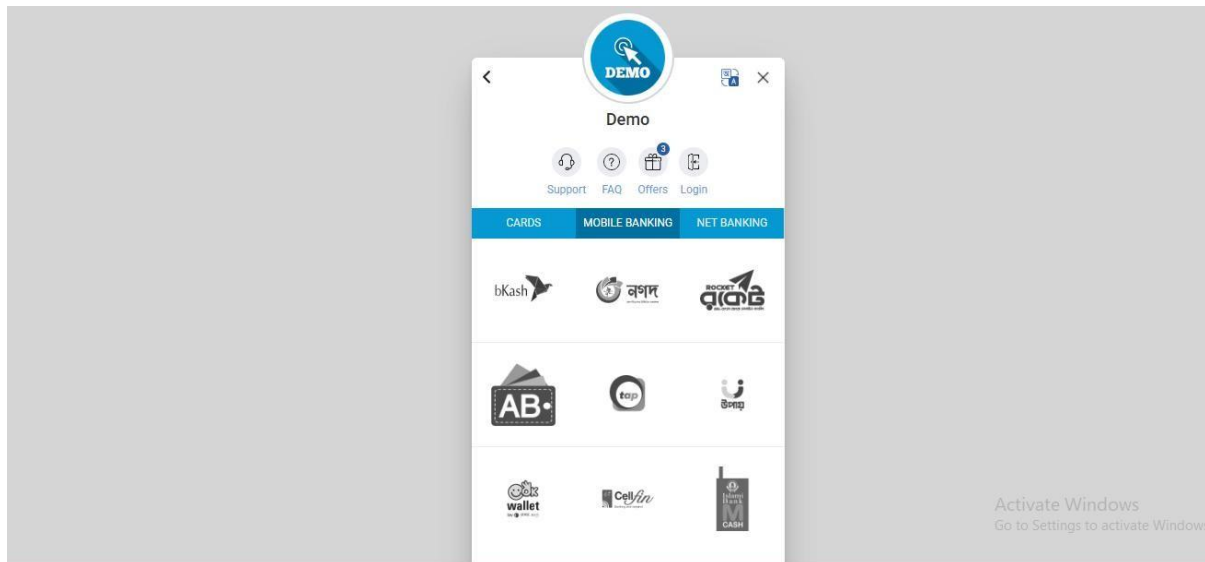 DEMO
Demo
3
Support FAQ Offers Login
CARDS MOBILE BANKING NET BANKING
bKash
নগদ
ROCKET
রকেট
AB
tap
উপায়
OK
wallet
Cellfin
Islami
Bank
M
CASH
Activate Windows
Go to Settings to activate Windows